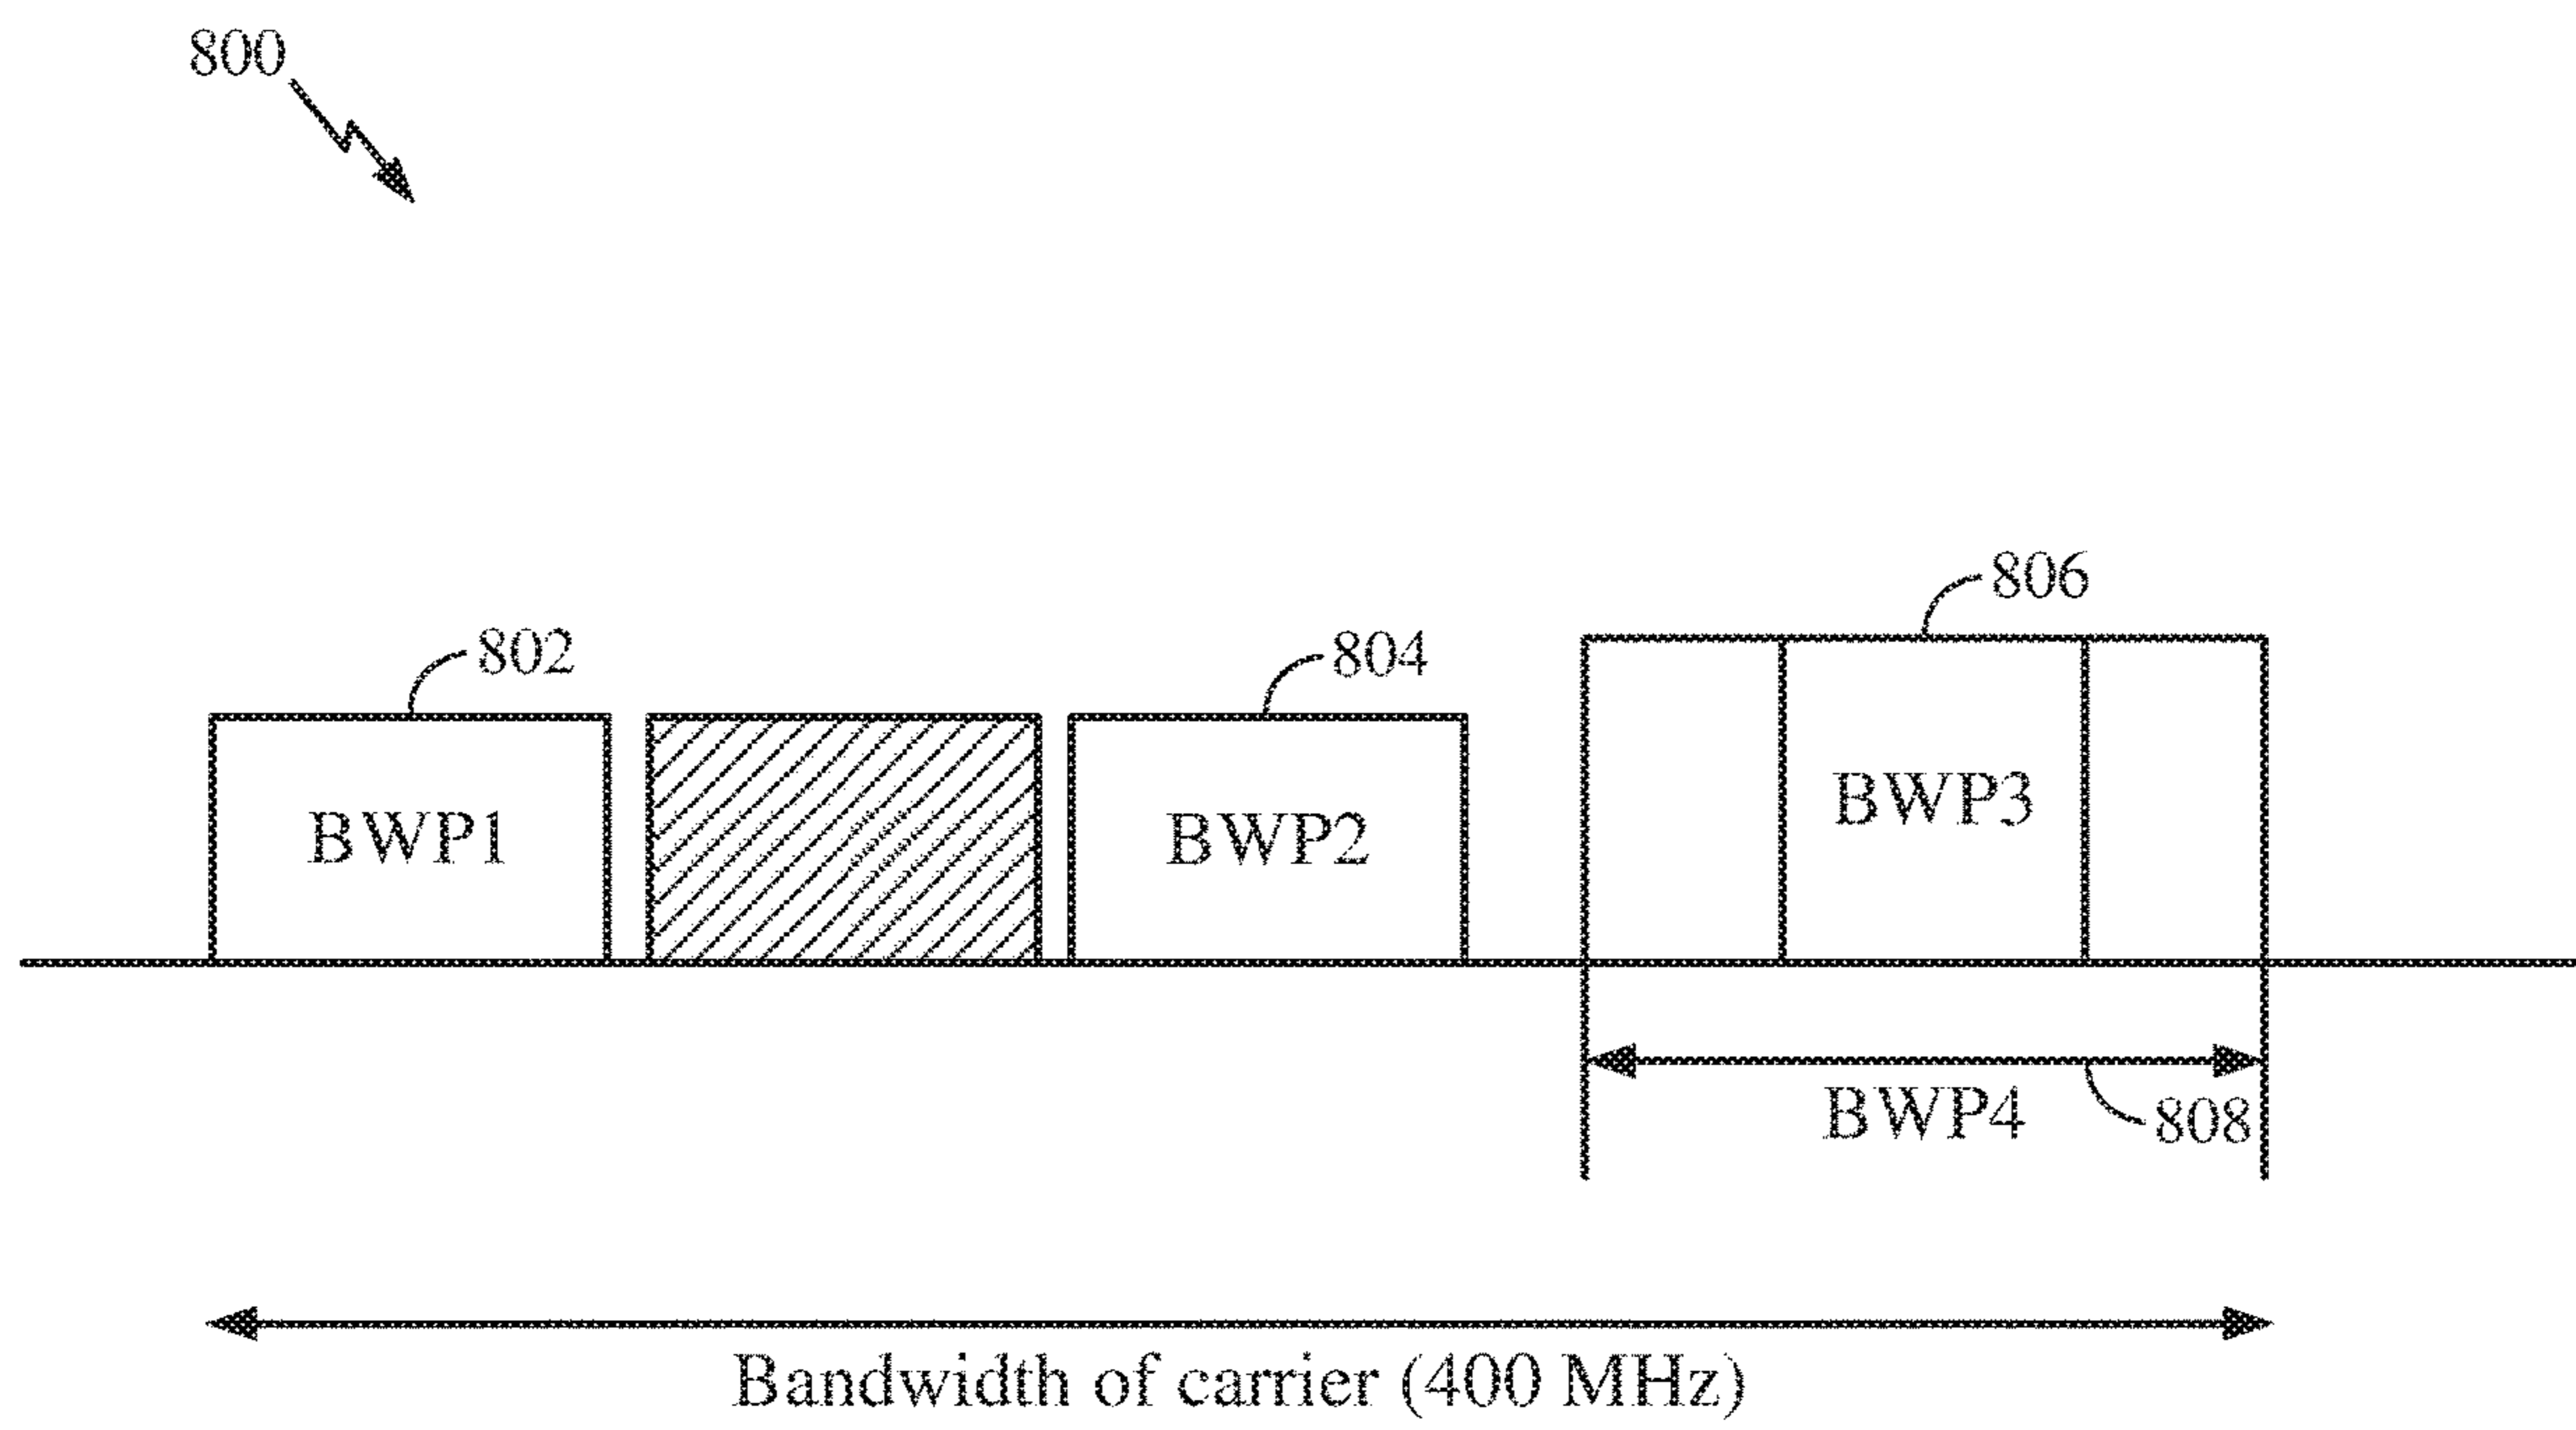 800
806
802
804
BWP1
BWP2
BWP3
BWP4
808
Bandwidth of carrier (400 MHz)